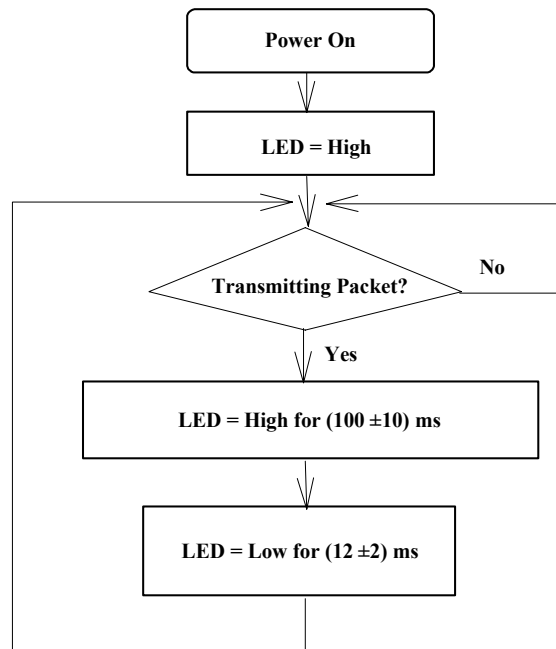 Power On
LED = High
Transmitting Packet?
No
Yes
LED = High for (100 ±10) ms
LED = Low for (12 ±2) ms